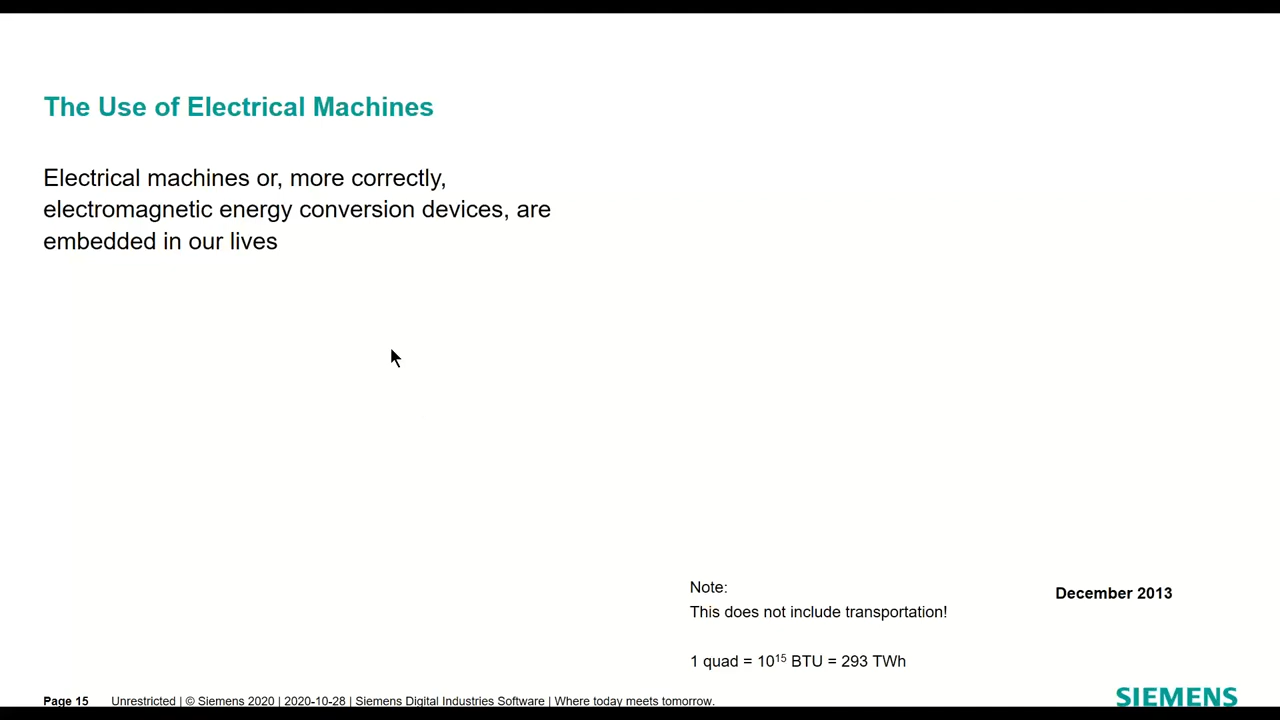 The Use of Electrical Machines
Electrical machines or, more correctly,
electromagnetic energy conversion devices, are
embedded in our lives
Note:
This does not include transportation!
December 2013
1 quad = 10¹⁵ BTU = 293 TWh
Page 15 Unrestricted | © Siemens 2020 | 2020-10-28 | Siemens Digital Industries Software | Where today meets tomorrow.
SIEMENS